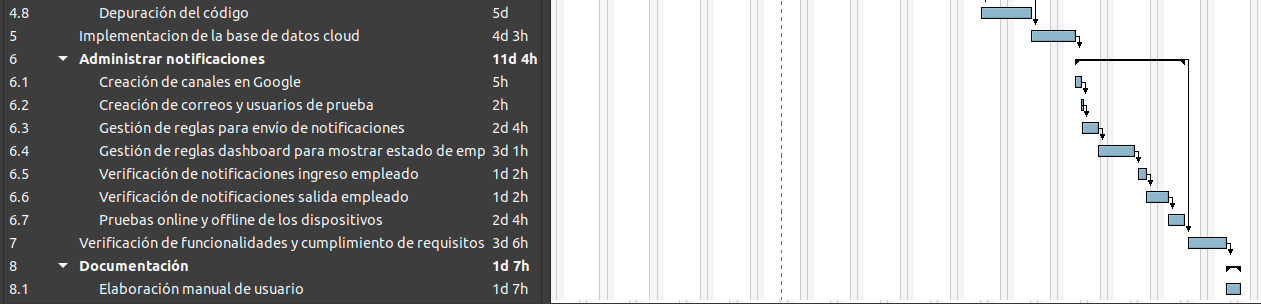 4.8 Depuración del código 5d
5 Implementacion de la base de datos cloud 4d 3h
6 Administrar notificaciones 11d 4h
6.1 Creación de canales en Google 5h
6.2 Creación de correos y usuarios de prueba 2h
6.3 Gestión de reglas para envío de notificaciones 2d 4h
6.4 Gestión de reglas dashboard para mostrar estado de emp 3d 1h
6.5 Verificación de notificaciones ingreso empleado 1d 2h
6.6 Verificación de notificaciones salida empleado 1d 2h
6.7 Pruebas online y offline de los dispositivos 2d 4h
7 Verificación de funcionalidades y cumplimiento de requisitos 3d 6h
8 Documentación 1d 7h
8.1 Elaboración manual de usuario 1d 7h